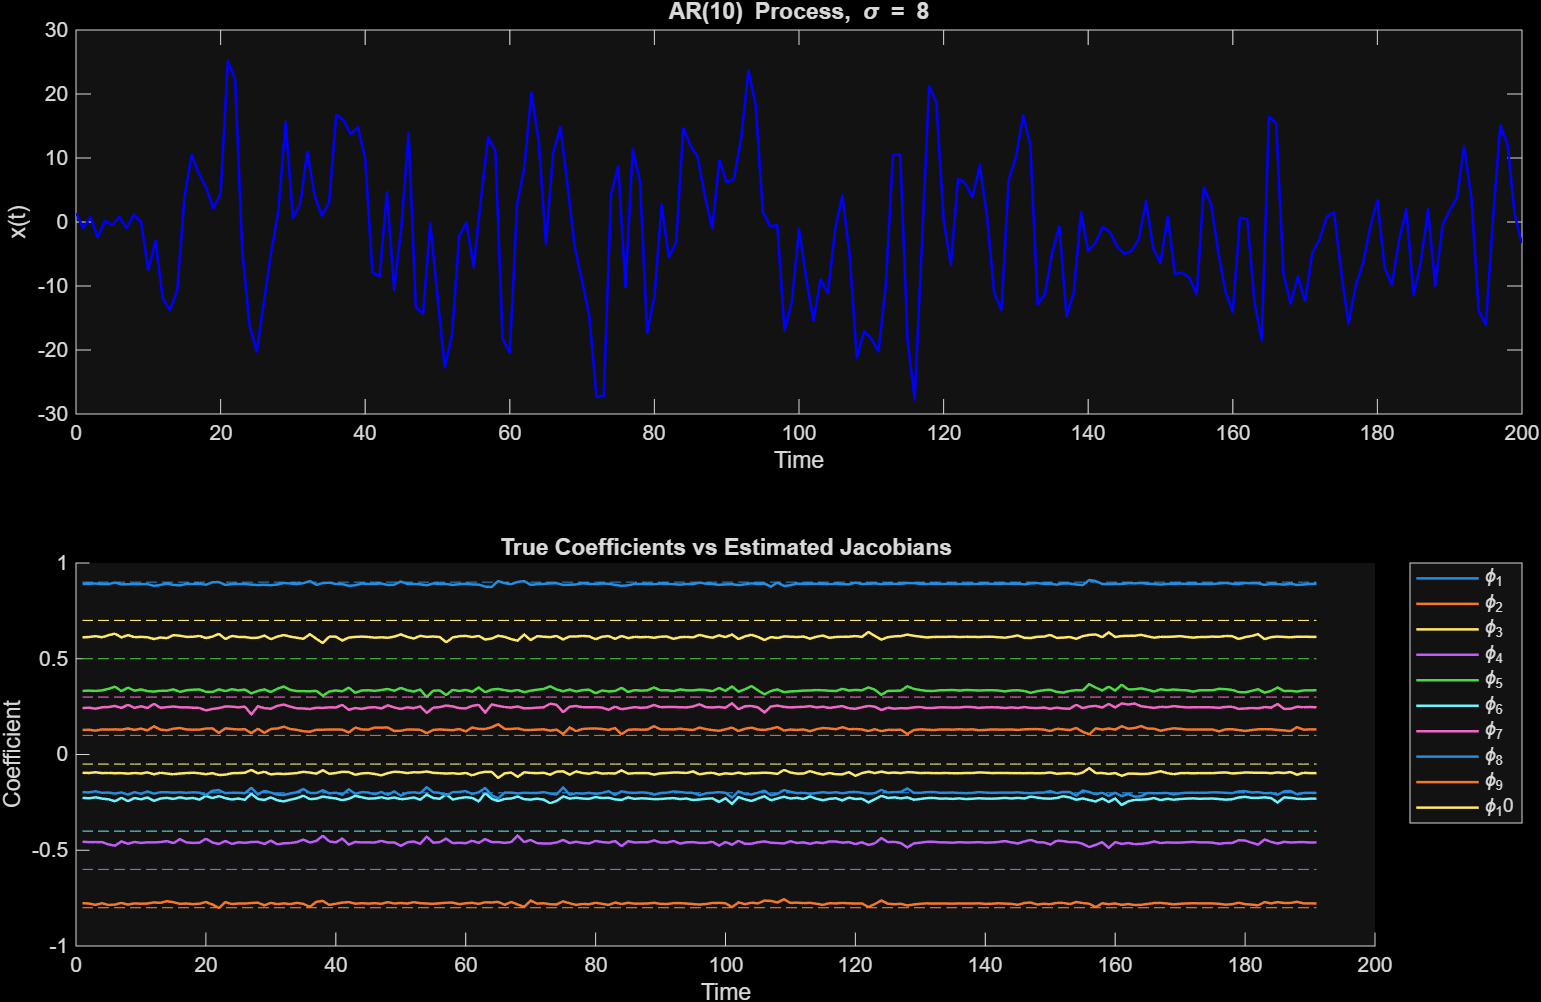 AR(10) Process, σ = 8
30
20
10
0
-10
-20
-30
x(t)
0 20 40 60 80 100 120 140 160 180 200
Time
True Coefficients vs Estimated Jacobians
1
0.5
0
-0.5
-1
Coefficient
0 20 40 60 80 100 120 140 160 180 200
Time
ϕ₁
ϕ₂
ϕ₃
ϕ₄
ϕ₅
ϕ₆
ϕ₇
ϕ₈
ϕ₉
ϕ₁0